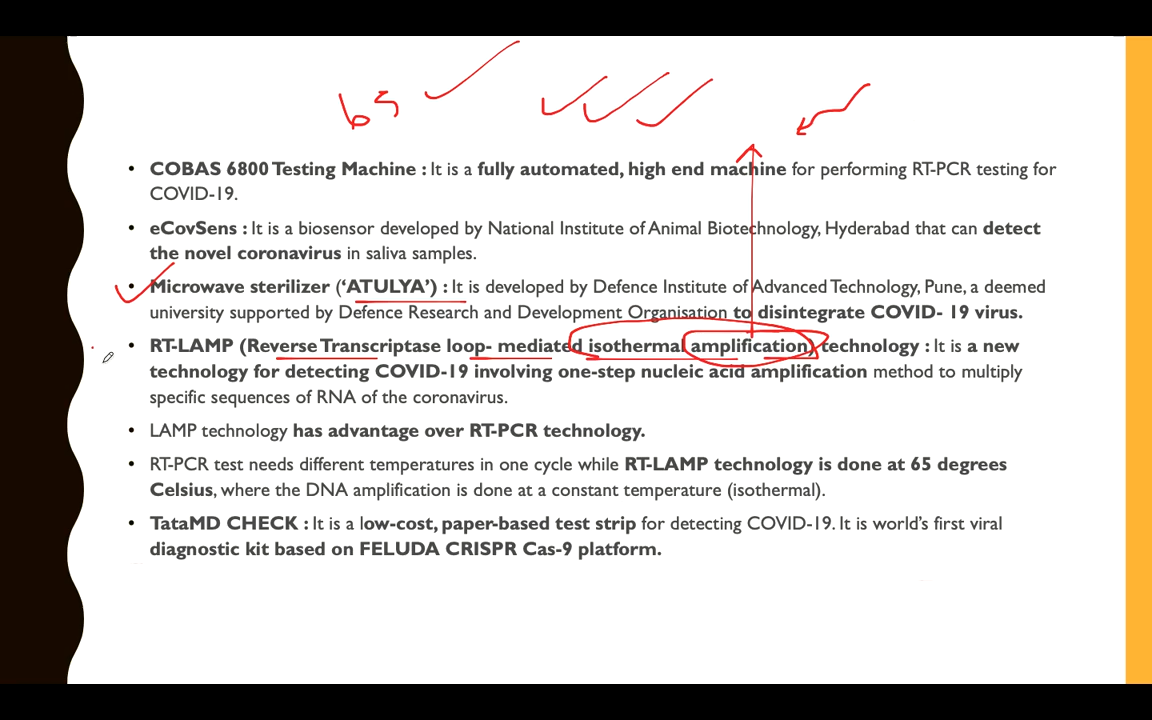 65
• COBAS 6800 Testing Machine : It is a fully automated, high end machine for performing RT-PCR testing for
COVID-19.
• eCovSens : It is a biosensor developed by National Institute of Animal Biotechnology, Hyderabad that can detect
the novel coronavirus in saliva samples.
• Microwave sterilizer (‘ATULYA’) : It is developed by Defence Institute of Advanced Technology, Pune, a deemed
university supported by Defence Research and Development Organisation to disintegrate COVID- 19 virus.
• RT-LAMP (Reverse Transcriptase loop- mediated isothermal amplification) technology : It is a new
technology for detecting COVID-19 involving one-step nucleic acid amplification method to multiply
specific sequences of RNA of the coronavirus.
• LAMP technology has advantage over RT-PCR technology.
• RT-PCR test needs different temperatures in one cycle while RT-LAMP technology is done at 65 degrees
Celsius, where the DNA amplification is done at a constant temperature (isothermal).
• TataMD CHECK : It is a low-cost, paper-based test strip for detecting COVID-19. It is world’s first viral
diagnostic kit based on FELUDA CRISPR Cas-9 platform.